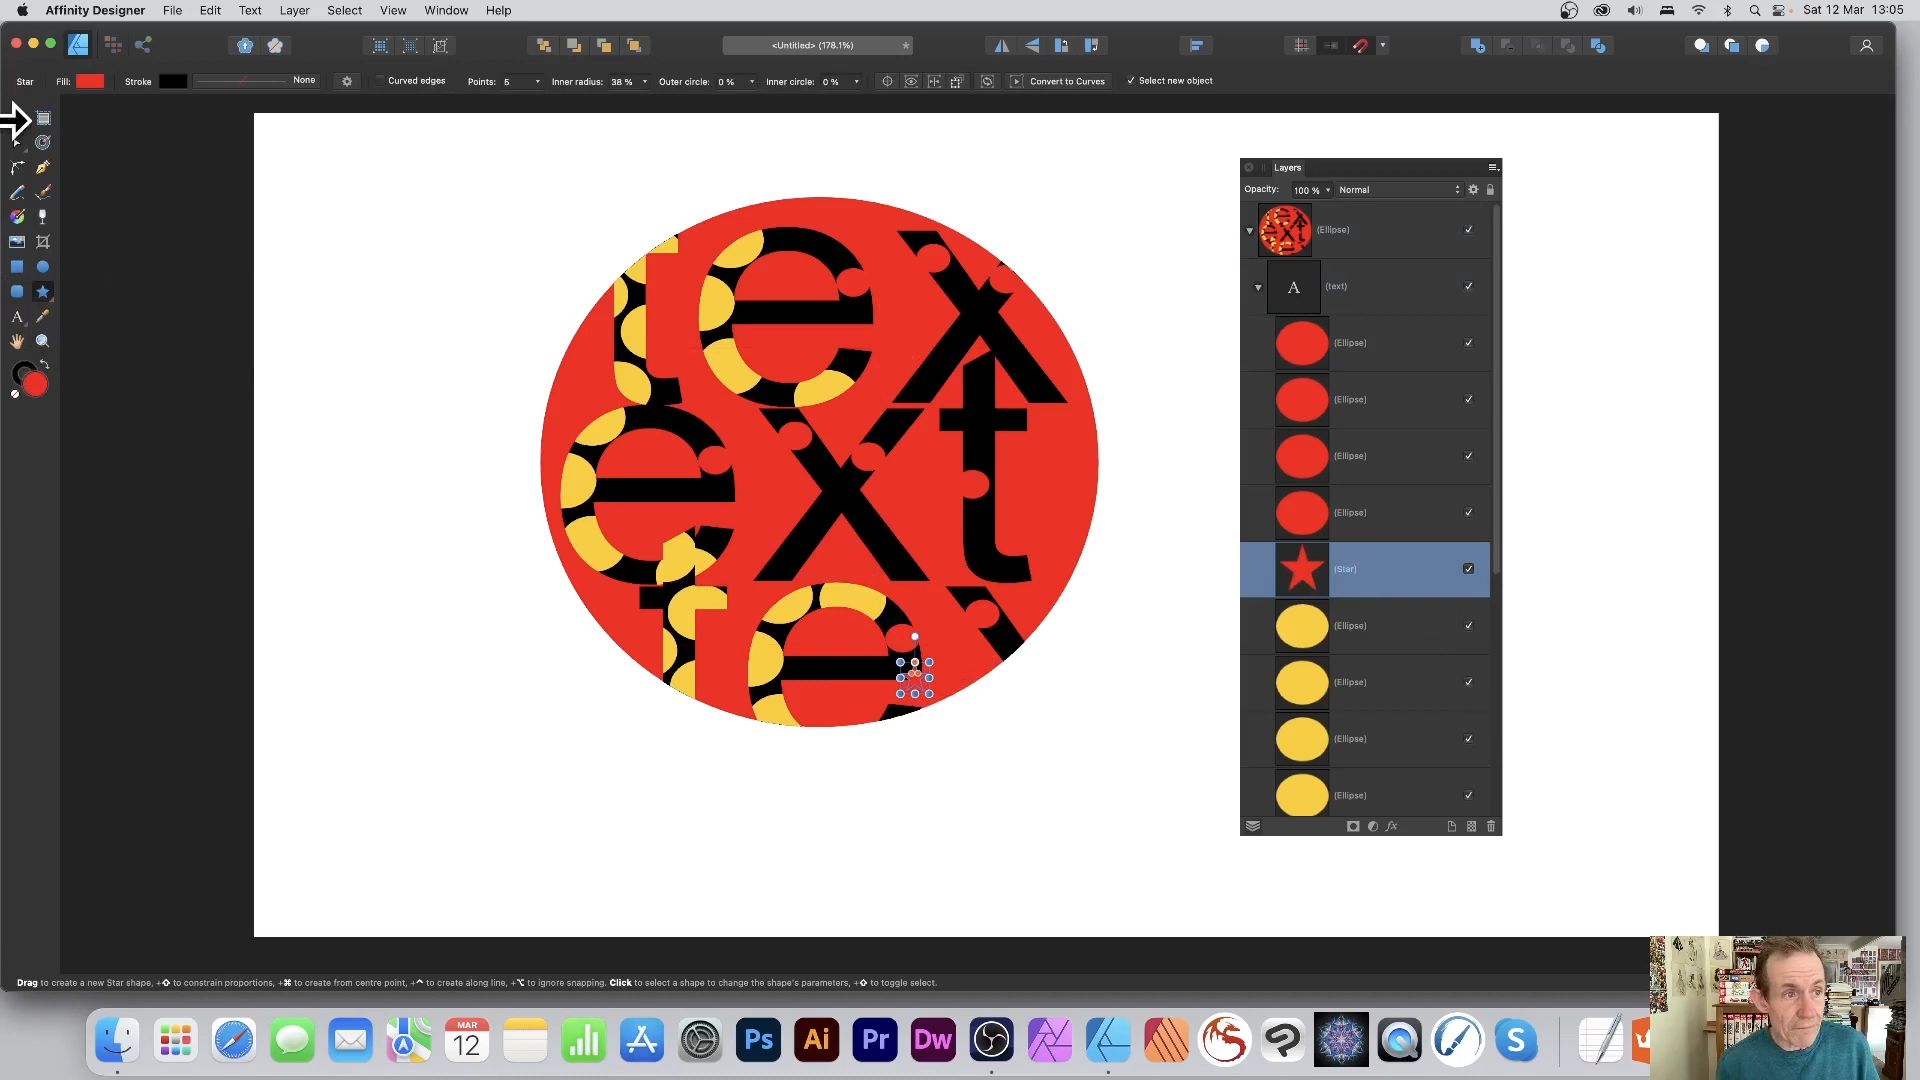 Affinity Designer File Edit Text Layer Select View Window Help
Sat 12 Mar 13:05
<Untitled> (178.1%)
Star Fill: Stroke None Curved edges Points: 5 Inner radius: 38 % Outer circle: 0 % Inner circle: 0 % Convert to Curves Select new object
Layers
Opacity: 100 % Normal
(Ellipse)
A (text)
(Ellipse)
(Ellipse)
(Ellipse)
(Ellipse)
(Star)
(Ellipse)
(Ellipse)
(Ellipse)
(Ellipse)
fx
A
t e x
e x t
t e x
Drag to create a new Star shape, +⇧ to constrain proportions, +⌘ to create from centre point, +⌃ to create along line, +⌥ to ignore snapping. Click to select a shape to change the shape's parameters, +⇧ to toggle select.
MAR
12
Ps Ai Pr Dw
S